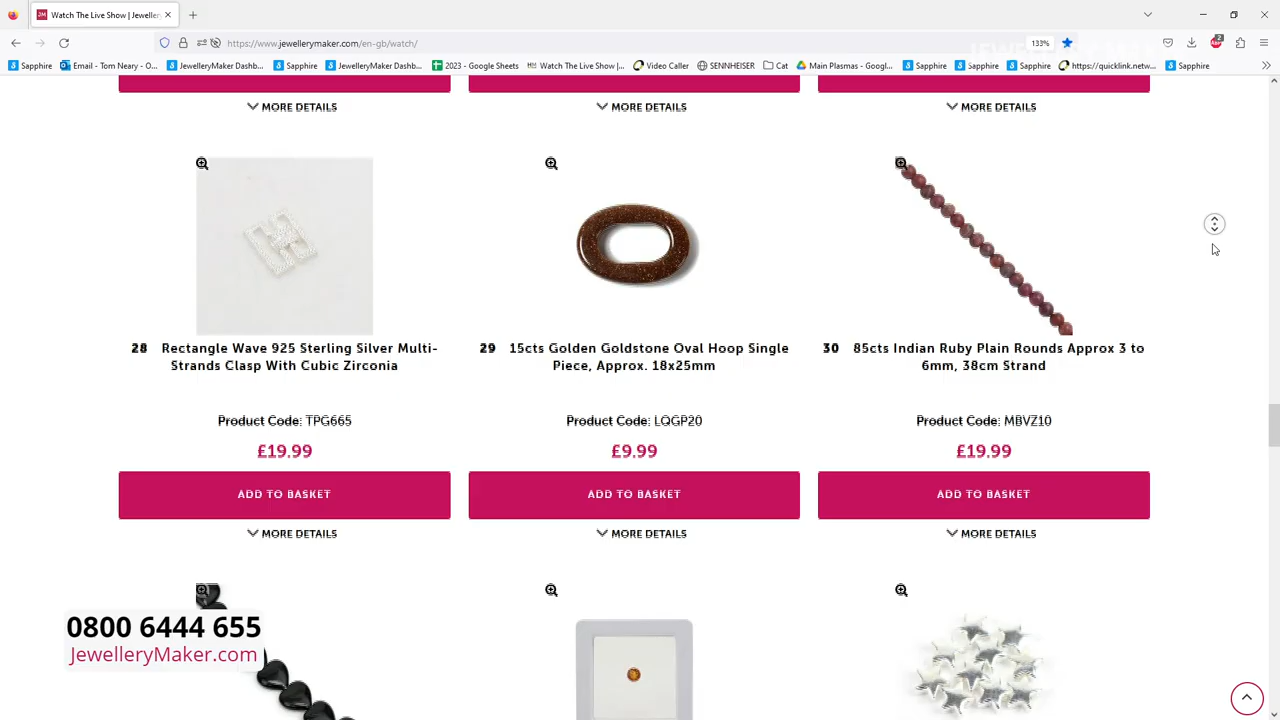 Watch The Live Show | Jeweller
https://www.jewellerymaker.com/en-gb/watch/
133%
2
Sapphire
Email - Tom Neary - O...
JewelleryMaker Dashb...
Sapphire
JewelleryMaker Dashb...
2023 - Google Sheets
Watch The Live Show |...
Video Caller
SENNHEISER
Cat
Main Plasmas - Googl...
Sapphire
Sapphire
Sapphire
https://quicklink.netw...
Sapphire
MORE DETAILS
MORE DETAILS
MORE DETAILS
28 Rectangle Wave 925 Sterling Silver Multi-
Strands Clasp With Cubic Zirconia
Product Code: TPG665
£19.99
ADD TO BASKET
MORE DETAILS
29 15cts Golden Goldstone Oval Hoop Single
Piece, Approx. 18x25mm
Product Code: LQGP20
£9.99
ADD TO BASKET
MORE DETAILS
30 85cts Indian Ruby Plain Rounds Approx 3 to
6mm, 38cm Strand
Product Code: MBVZ10
£19.99
ADD TO BASKET
MORE DETAILS
0800 6444 655
JewelleryMaker.com